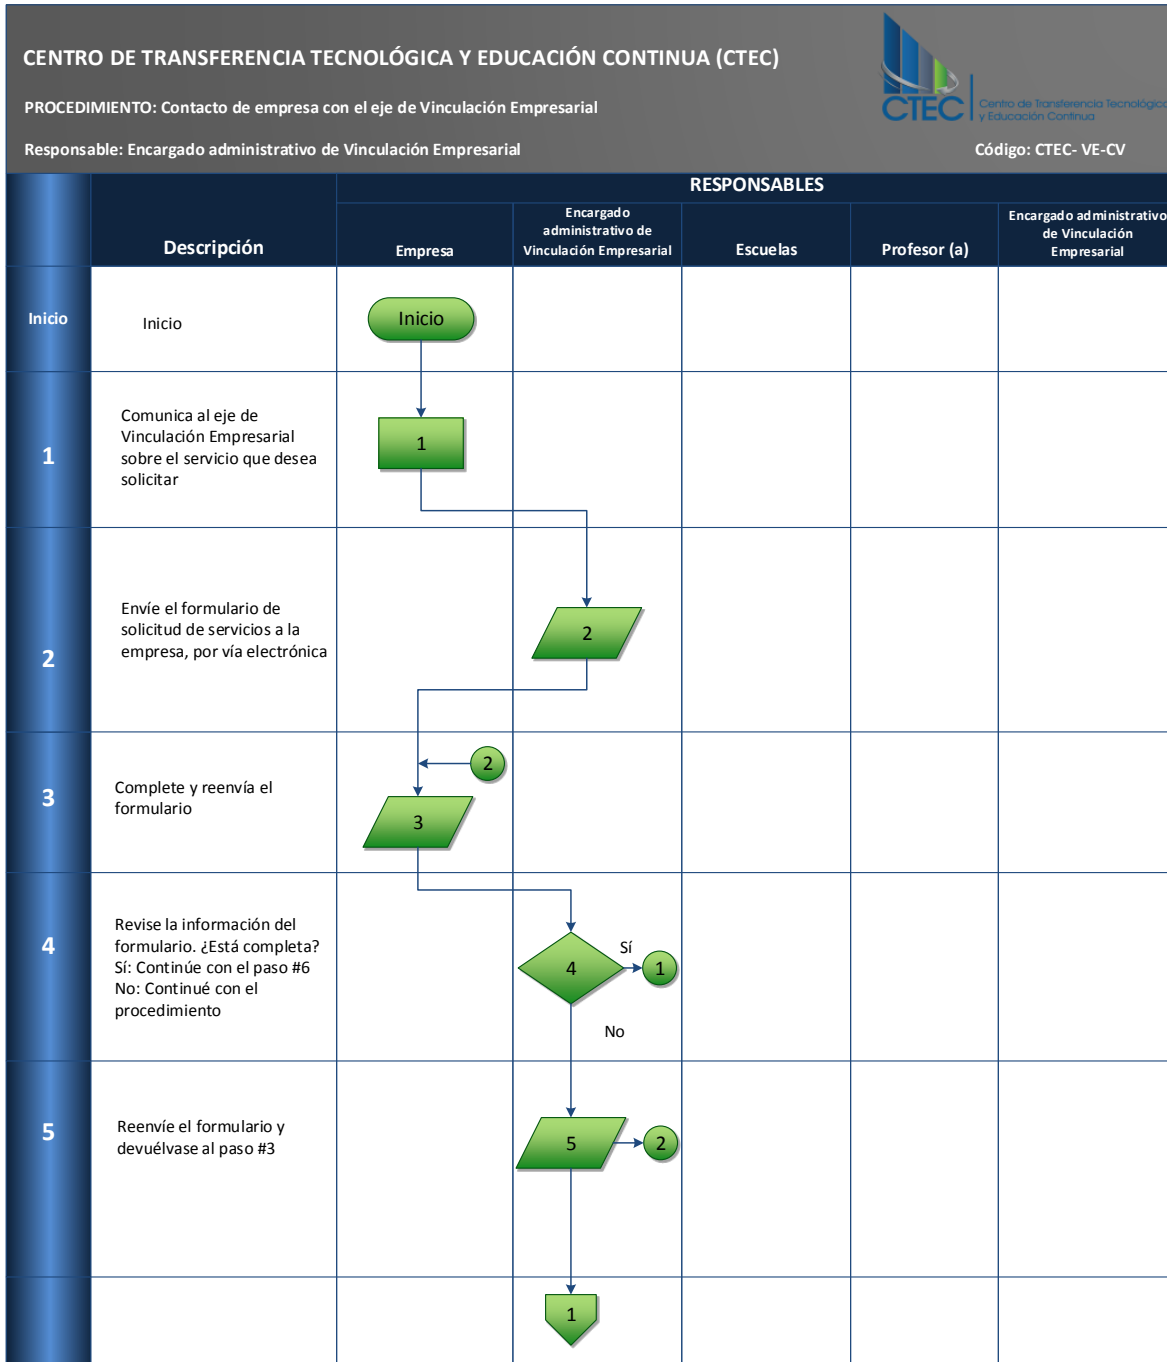 CENTRO DE TRANSFERENCIA TECNOLÓGICA Y EDUCACIÓN CONTINUA (CTEC)
PROCEDIMIENTO: Contacto de empresa con el eje de Vinculación Empresarial
CTEC
Centro de Transferencia Tecnológica
y Educación Continua
Responsable: Encargado administrativo de Vinculación Empresarial
Código: CTEC- VE-CV
RESPONSABLES
Descripción
Empresa
Encargado
administrativo de
Vinculación Empresarial
Escuelas
Profesor (a)
Encargado administrativo
de Vinculación
Empresarial
Inicio
Inicio
Inicio
1
Comunica al eje de
Vinculación Empresarial
sobre el servicio que desea
solicitar
1
2
Envíe el formulario de
solicitud de servicios a la
empresa, por vía electrónica
2
3
Complete y reenvía el
formulario
2
3
4
Revise la información del
formulario. ¿Está completa?
Sí: Continúe con el paso #6
No: Continué con el
procedimiento
4
Sí
1
No
5
Reenvíe el formulario y
devuélvase al paso #3
5
2
1